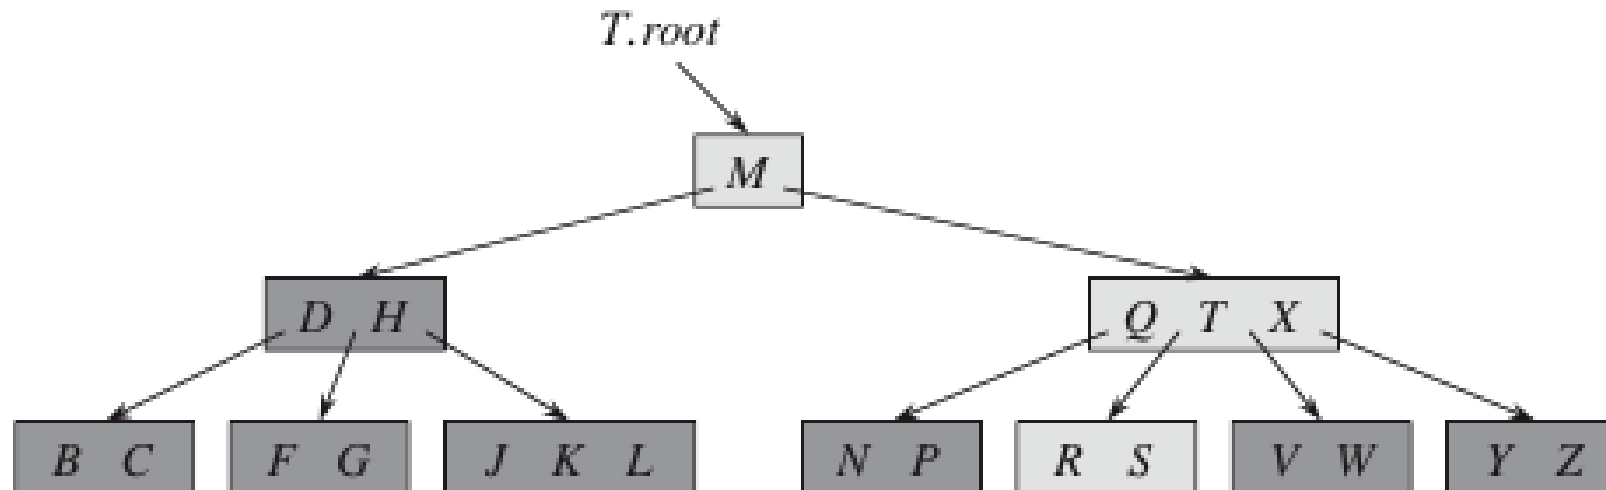 T.root
M
D H
Q T X
B C
F G
J K L
N P
R S
V W
Y Z